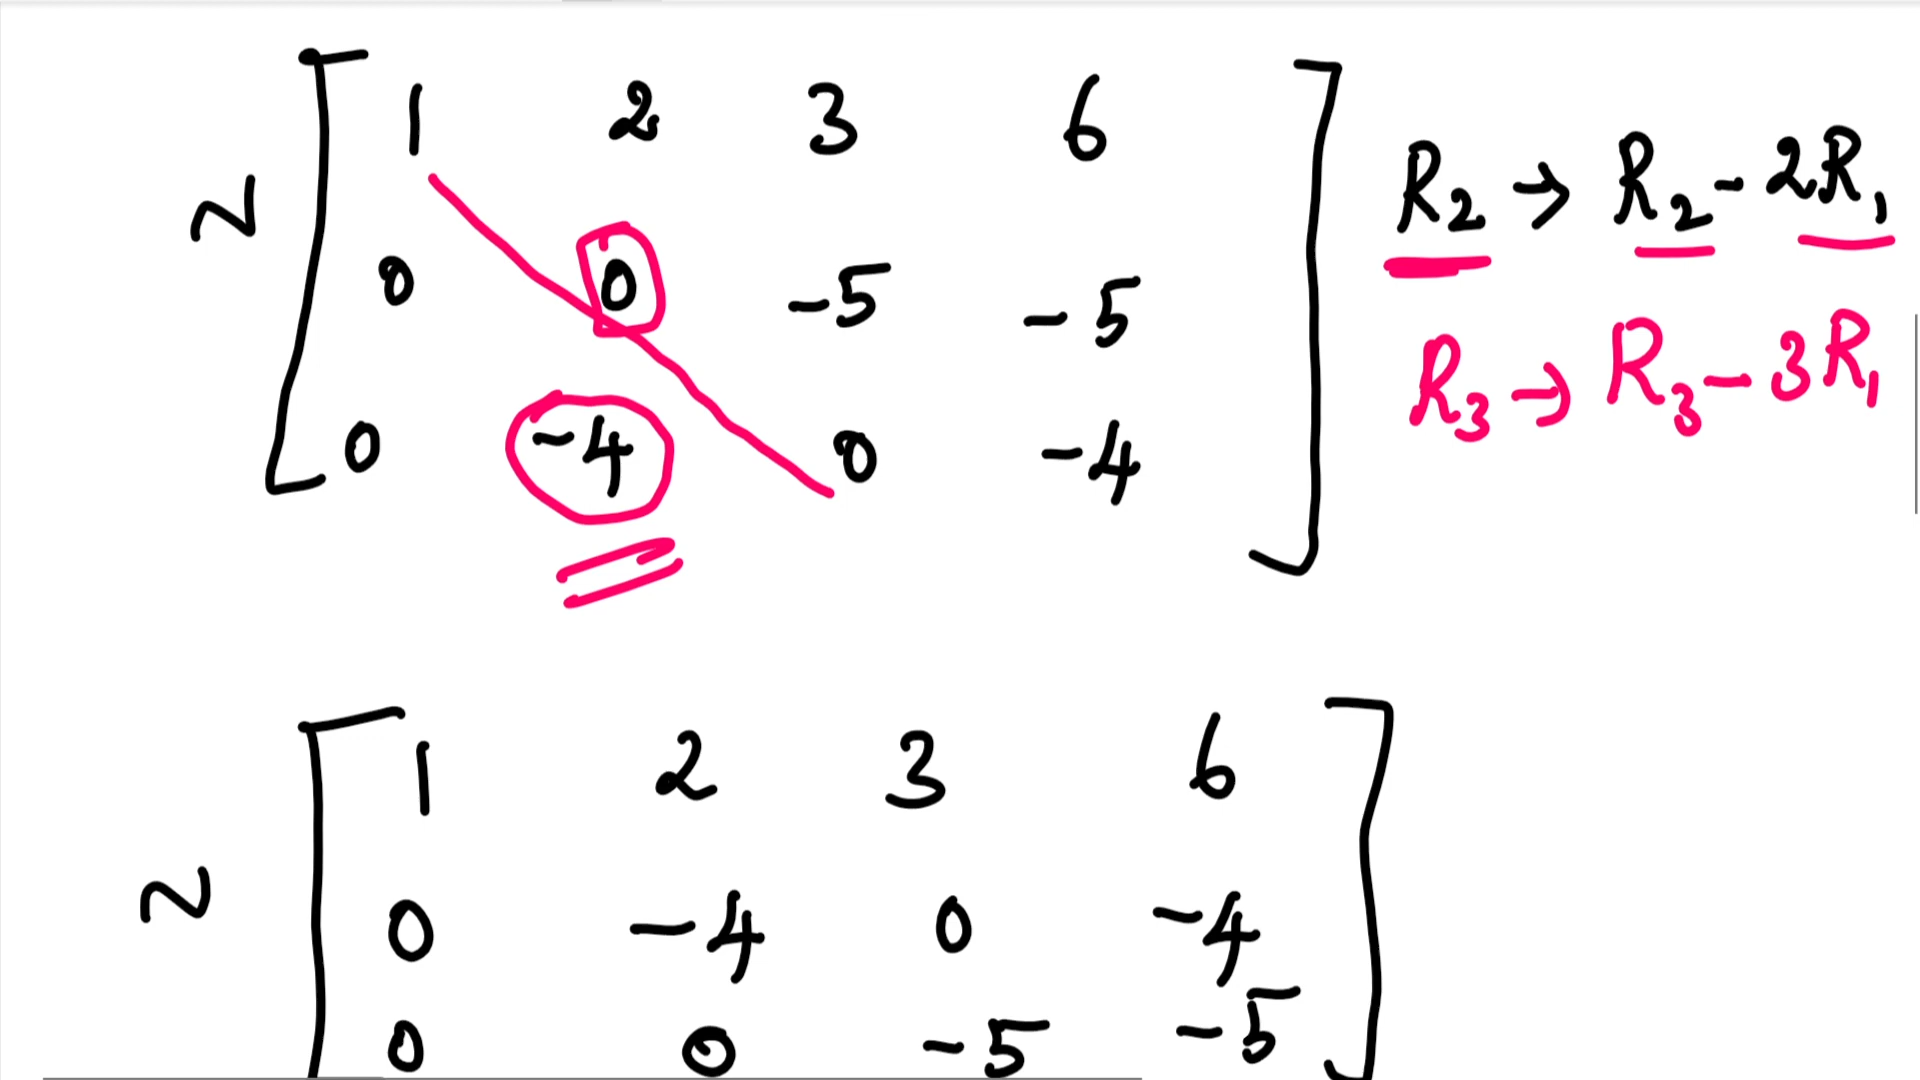 1 2 3 6 R₂ → R₂ - 2R₁
~ 0 0 -5 -5 R₃ → R₃ - 3R₁
0 -4 0 -4
1 2 3 6
~ 0 -4 0 -4
0 0 -5 -5